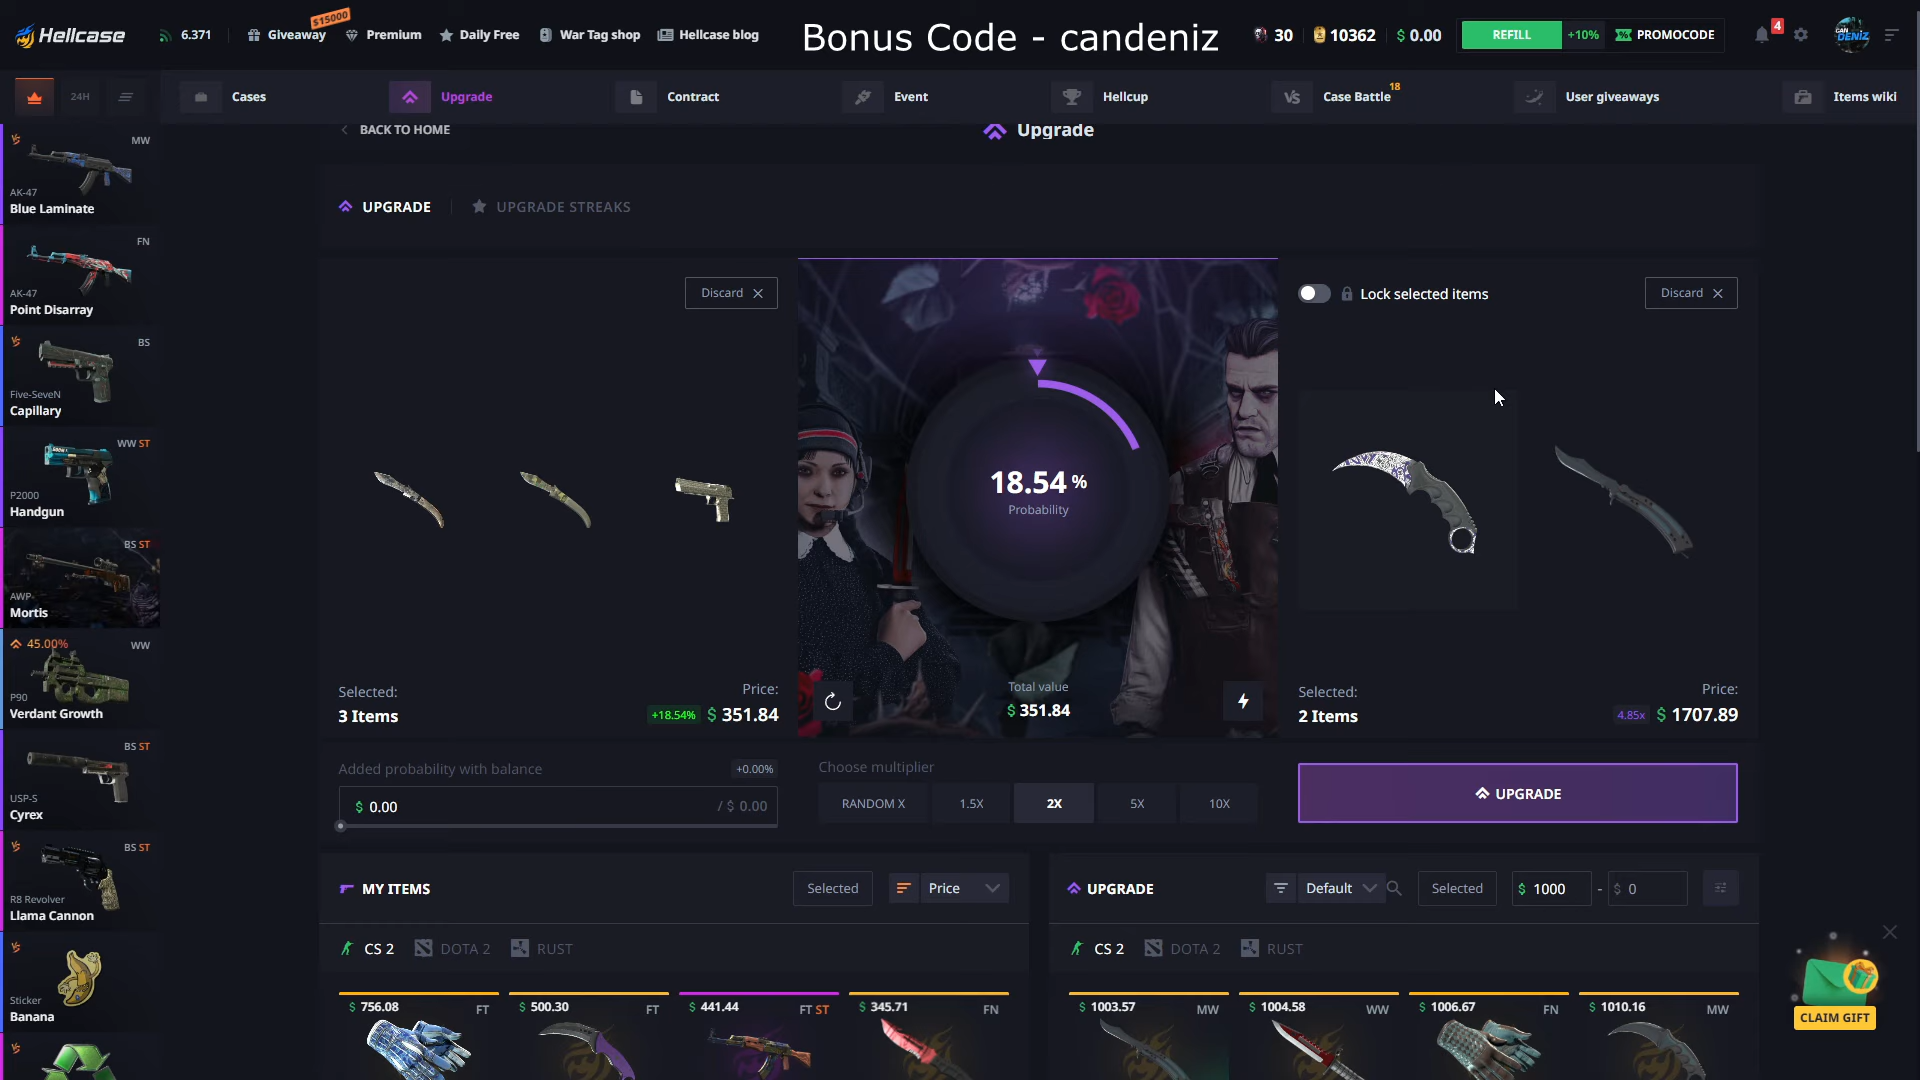 Hellcase
6.371
$15000
Giveaway
Premium
Daily Free
War Tag shop
Hellcase blog
Bonus Code - candeniz
30
10362
$ 0.00
REFILL
+10%
PROMOCODE
4
CAN
DENIZ
24H
Cases
Upgrade
Contract
Event
Hellcup
VS
Case Battle
18
User giveaways
Items wiki
BACK TO HOME
Upgrade
UPGRADE
UPGRADE STREAKS
MW
AK-47
Blue Laminate
FN
AK-47
Point Disarray
BS
Five-SeveN
Capillary
WW ST
P2000
Handgun
BS ST
AWP
Mortis
45.00%
WW
P90
Verdant Growth
BS ST
USP-S
Cyrex
BS ST
R8 Revolver
Llama Cannon
Sticker
Banana
Discard
Selected:
3 Items
Price:
+18.54% $ 351.84
18.54 %
Probability
Total value
$ 351.84
Lock selected items
Discard
Selected:
2 Items
Price:
4.85x $ 1707.89
Added probability with balance
+0.00%
$ 0.00
/ $ 0.00
Choose multiplier
RANDOM X
1.5X
2X
5X
10X
UPGRADE
MY ITEMS
Selected
Price
CS 2
DOTA 2
RUST
$ 756.08
FT
$ 500.30
FT
$ 441.44
FT ST
$ 345.71
FN
UPGRADE
Default
Selected
$ 1000
-
$ 0
CS 2
DOTA 2
RUST
$ 1003.57
MW
$ 1004.58
WW
$ 1006.67
FN
$ 1010.16
MW
CLAIM GIFT